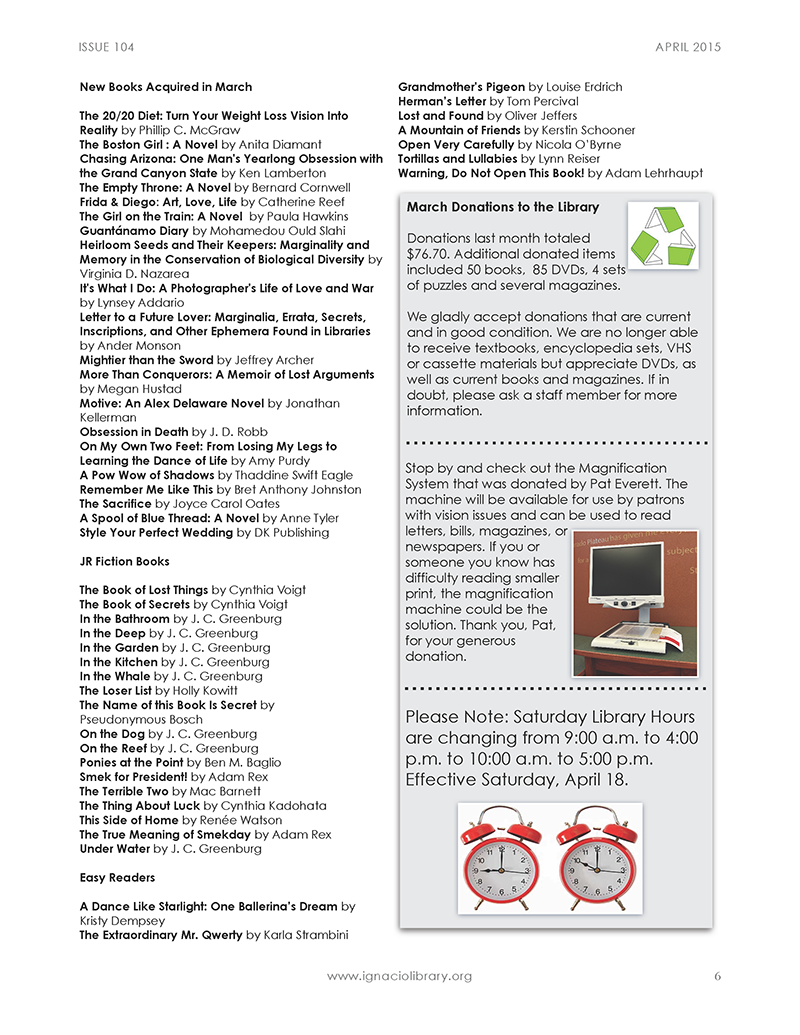 ISSUE 104
APRIL 2015
New Books Acquired in March
The 20/20 Diet: Turn Your Weight Loss Vision Into
Reality by Phillip C. McGraw
The Boston Girl : A Novel by Anita Diamant
Chasing Arizona: One Man's Yearlong Obsession with
the Grand Canyon State by Ken Lamberton
The Empty Throne: A Novel by Bernard Cornwell
Frida & Diego: Art, Love, Life by Catherine Reef
The Girl on the Train: A Novel by Paula Hawkins
Guantánamo Diary by Mohamedou Ould Slahi
Heirloom Seeds and Their Keepers: Marginality and
Memory in the Conservation of Biological Diversity by
Virginia D. Nazarea
It's What I Do: A Photographer's Life of Love and War
by Lynsey Addario
Letter to a Future Lover: Marginalia, Errata, Secrets,
Inscriptions, and Other Ephemera Found in Libraries
by Ander Monson
Mightier than the Sword by Jeffrey Archer
More Than Conquerors: A Memoir of Lost Arguments
by Megan Hustad
Motive: An Alex Delaware Novel by Jonathan
Kellerman
Obsession in Death by J. D. Robb
On My Own Two Feet: From Losing My Legs to
Learning the Dance of Life by Amy Purdy
A Pow Wow of Shadows by Thaddine Swift Eagle
Remember Me Like This by Bret Anthony Johnston
The Sacrifice by Joyce Carol Oates
A Spool of Blue Thread: A Novel by Anne Tyler
Style Your Perfect Wedding by DK Publishing
JR Fiction Books
The Book of Lost Things by Cynthia Voigt
The Book of Secrets by Cynthia Voigt
In the Bathroom by J. C. Greenburg
In the Deep by J. C. Greenburg
In the Garden by J. C. Greenburg
In the Kitchen by J. C. Greenburg
In the Whale by J. C. Greenburg
The Loser List by Holly Kowitt
The Name of this Book Is Secret by
Pseudonymous Bosch
On the Dog by J. C. Greenburg
On the Reef by J. C. Greenburg
Ponies at the Point by Ben M. Baglio
Smek for President! by Adam Rex
The Terrible Two by Mac Barnett
The Thing About Luck by Cynthia Kadohata
This Side of Home by Renée Watson
The True Meaning of Smekday by Adam Rex
Under Water by J. C. Greenburg
Easy Readers
A Dance Like Starlight: One Ballerina's Dream by
Kristy Dempsey
The Extraordinary Mr. Qwerty by Karla Strambini
Grandmother's Pigeon by Louise Erdrich
Herman's Letter by Tom Percival
Lost and Found by Oliver Jeffers
A Mountain of Friends by Kerstin Schooner
Open Very Carefully by Nicola O'Byrne
Tortillas and Lullabies by Lynn Reiser
Warning, Do Not Open This Book! by Adam Lehrhaupt
March Donations to the Library
Donations last month totaled
$76.70. Additional donated items
included 50 books, 85 DVDs, 4 sets
of puzzles and several magazines.
We gladly accept donations that are current
and in good condition. We are no longer able
to receive textbooks, encyclopedia sets, VHS
or cassette materials but appreciate DVDs, as
well as current books and magazines. If in
doubt, please ask a staff member for more
information.
Stop by and check out the Magnification
System that was donated by Pat Everett. The
machine will be available for use by patrons
with vision issues and can be used to read
letters, bills, magazines, or
newspapers. If you or
someone you know has
difficulty reading smaller
print, the magnification
machine could be the
solution. Thank you, Pat,
for your generous
donation.
Please Note: Saturday Library Hours
are changing from 9:00 a.m. to 4:00
p.m. to 10:00 a.m. to 5:00 p.m.
Effective Saturday, April 18.
www.ignaciolibrary.org
6